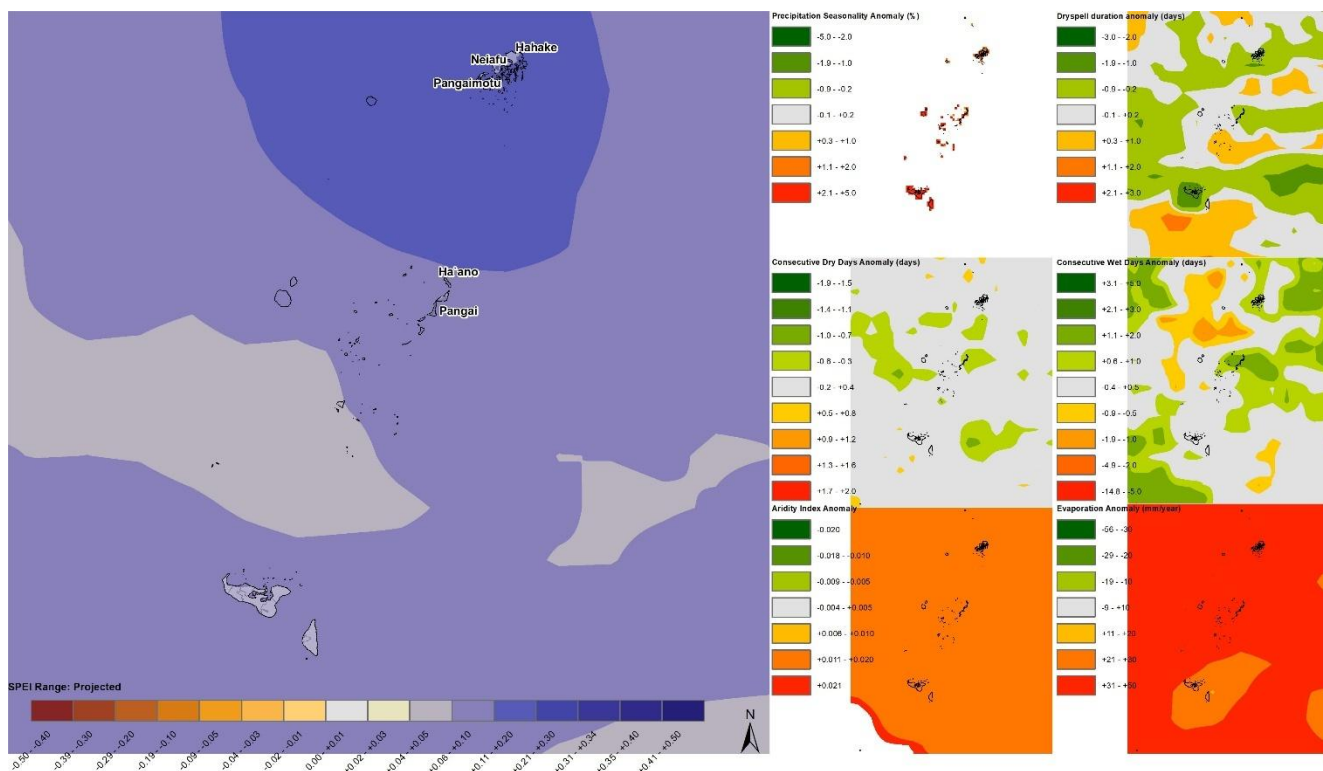 Hahake
Neiafu
Pangaimotu
Ha'ano
Pangai
SPEI Range: Projected
-0.50 - -0.40
-0.39 - -0.30
-0.29 - -0.20
-0.19 - -0.10
-0.09 - -0.05
-0.04 - -0.03
-0.02 - -0.01
0.00 - +0.01
+0.02 - +0.03
+0.04 - +0.05
+0.06 - +0.10
+0.11 - +0.20
+0.21 - +0.30
+0.31 - +0.34
+0.35 - +0.40
+0.41 - +0.50
N
Precipitation Seasonality Anomaly (%)
-5.0 - -2.0
-1.9 - -1.0
-0.9 - -0.2
-0.1 - +0.2
+0.3 - +1.0
+1.1 - +2.0
+2.1 - +5.0
Dryspell duration anomaly (days)
-3.0 - -2.0
-1.9 - -1.0
-0.9 - -0.2
-0.1 - +0.2
+0.3 - +1.0
+1.1 - +2.0
+2.1 - +3.0
Consecutive Dry Days Anomaly (days)
-1.9 - -1.5
-1.4 - -1.1
-1.0 - -0.7
-0.6 - -0.3
-0.2 - +0.4
+0.5 - +0.8
+0.9 - +1.2
+1.3 - +1.6
+1.7 - +2.0
Consecutive Wet Days Anomaly (days)
+3.1 - +5.0
+2.1 - +3.0
+1.1 - +2.0
+0.6 - +1.0
-0.4 - +0.5
-0.9 - -0.5
-1.9 - -1.0
-4.9 - -2.0
-14.8 - -5.0
Aridity Index Anomaly
-0.020
-0.018 - -0.010
-0.009 - -0.005
-0.004 - +0.005
+0.006 - +0.010
+0.011 - +0.020
+0.021
Evaporation Anomaly (mm/year)
-56 - -30
-29 - -20
-19 - -10
-9 - +10
+11 - +20
+21 - +30
+31 - +56